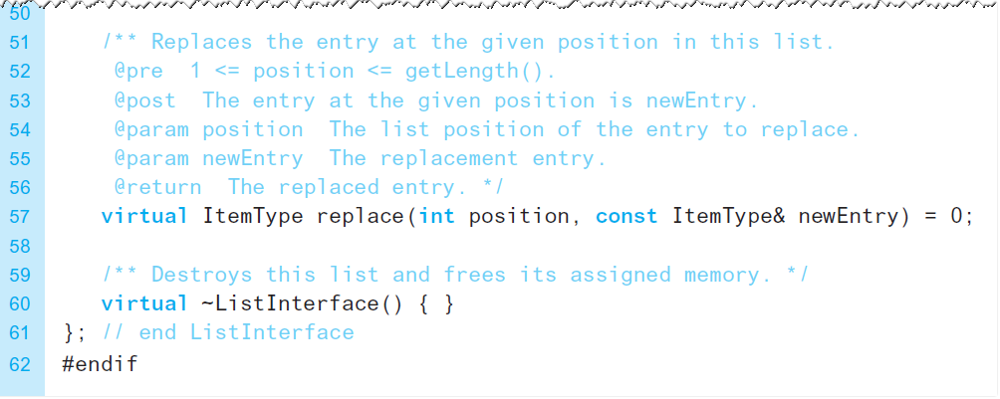 50
51 /** Replaces the entry at the given position in this list.
52 @pre 1 <= position <= getLength().
53 @post The entry at the given position is newEntry.
54 @param position The list position of the entry to replace.
55 @param newEntry The replacement entry.
56 @return The replaced entry. */
57 virtual ItemType replace(int position, const ItemType& newEntry) = 0;
58
59 /** Destroys this list and frees its assigned memory. */
60 virtual ~ListInterface() { }
61 }; // end ListInterface
62 #endif